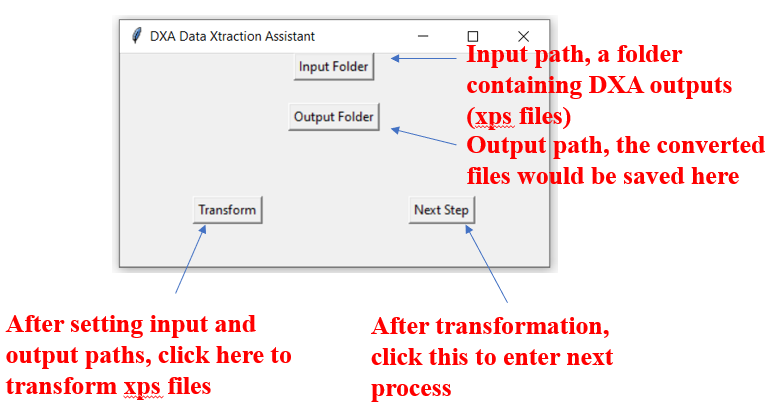 DXA Data Xtraction Assistant
Input Folder
Input path, a folder
containing DXA outputs
(xps files)
Output Folder
Output path, the converted
files would be saved here
Transform
Next Step
After setting input and
output paths, click here to
transform xps files
After transformation,
click this to enter next
process